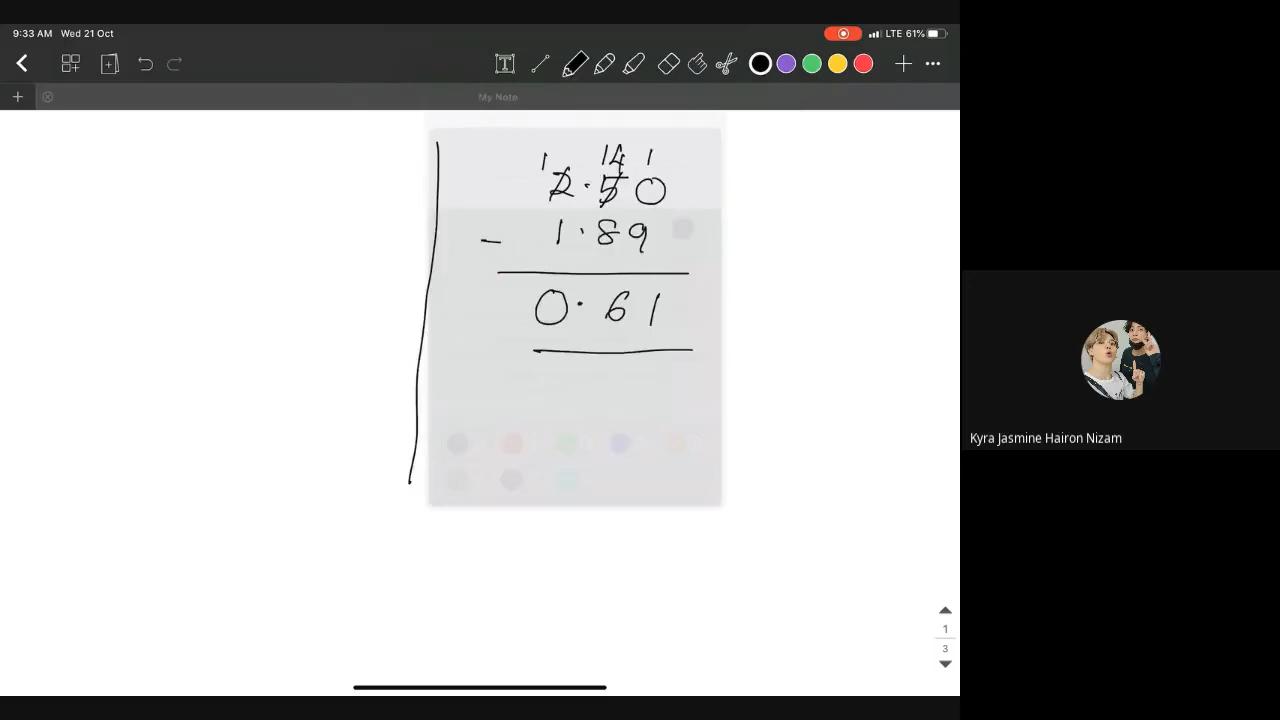 9:33 AM Wed 21 Oct
LTE 61%
T
My Note
1 14 1
2.50
- 1.89
0.61
Kyra Jasmine Hairon Nizam
1
3